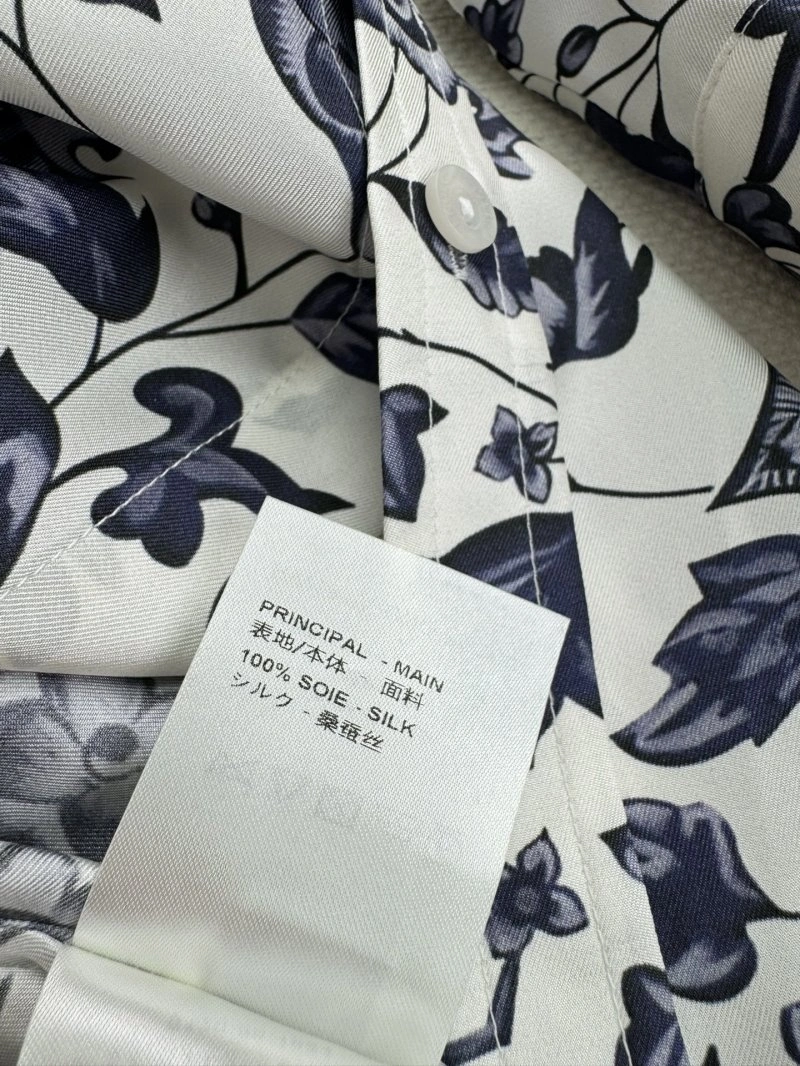 PRINCIPAL - MAIN
表地/本体 - 面料
100% SOIE - SILK
シルク - 桑蚕丝